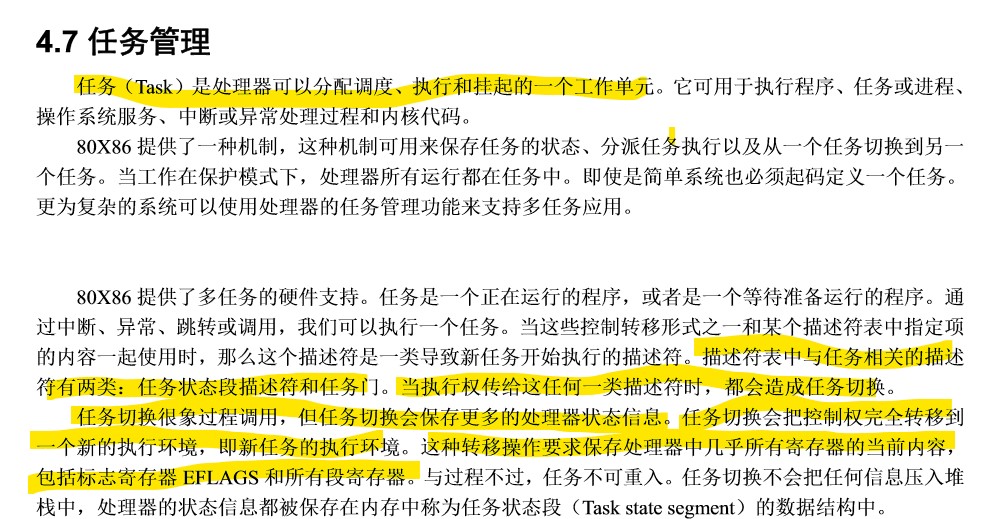 4.7 任务管理
任务（Task）是处理器可以分配调度、执行和挂起的一个工作单元。它可用于执行程序、任务或进程、
操作系统服务、中断或异常处理过程和内核代码。
80X86 提供了一种机制，这种机制可用来保存任务的状态、分派任务执行以及从一个任务切换到另一
个任务。当工作在保护模式下，处理器所有运行都在任务中。即使是简单系统也必须起码定义一个任务。
更为复杂的系统可以使用处理器的任务管理功能来支持多任务应用。
80X86 提供了多任务的硬件支持。任务是一个正在运行的程序，或者是一个等待准备运行的程序。通
过中断、异常、跳转或调用，我们可以执行一个任务。当这些控制转移形式之一和某个描述符表中指定项
的内容一起使用时，那么这个描述符是一类导致新任务开始执行的描述符。描述符表中与任务相关的描述
符有两类：任务状态段描述符和任务门。当执行权传给这任何一类描述符时，都会造成任务切换。
任务切换很象过程调用，但任务切换会保存更多的处理器状态信息。任务切换会把控制权完全转移到
一个新的执行环境，即新任务的执行环境。这种转移操作要求保存处理器中几乎所有寄存器的当前内容，
包括标志寄存器 EFLAGS 和所有段寄存器。与过程不过，任务不可重入。任务切换不会把任何信息压入堆
栈中，处理器的状态信息都被保存在内存中称为任务状态段（Task state segment）的数据结构中。